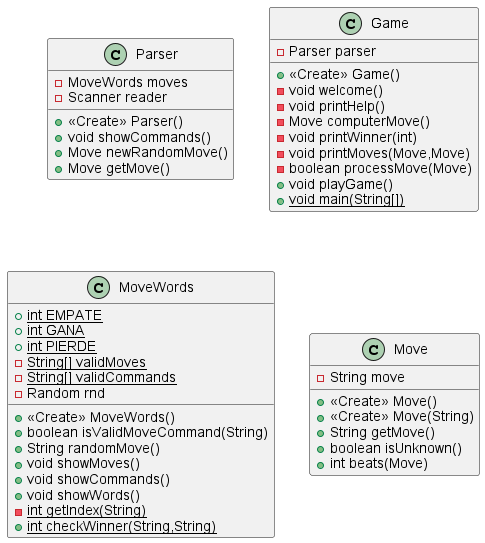 C Parser
MoveWords moves
Scanner reader
«Create» Parser()
void showCommands()
Move newRandomMove()
Move getMove()
C Game
Parser parser
«Create» Game()
void welcome()
void printHelp()
Move computerMove()
void printWinner(int)
void printMoves(Move,Move)
boolean processMove(Move)
void playGame()
void main(String[])
C MoveWords
int EMPATE
int GANA
int PIERDE
String[] validMoves
String[] validCommands
Random rnd
«Create» MoveWords()
boolean isValidMoveCommand(String)
String randomMove()
void showMoves()
void showCommands()
void showWords()
int getIndex(String)
int checkWinner(String,String)
C Move
String move
«Create» Move()
«Create» Move(String)
String getMove()
boolean isUnknown()
int beats(Move)